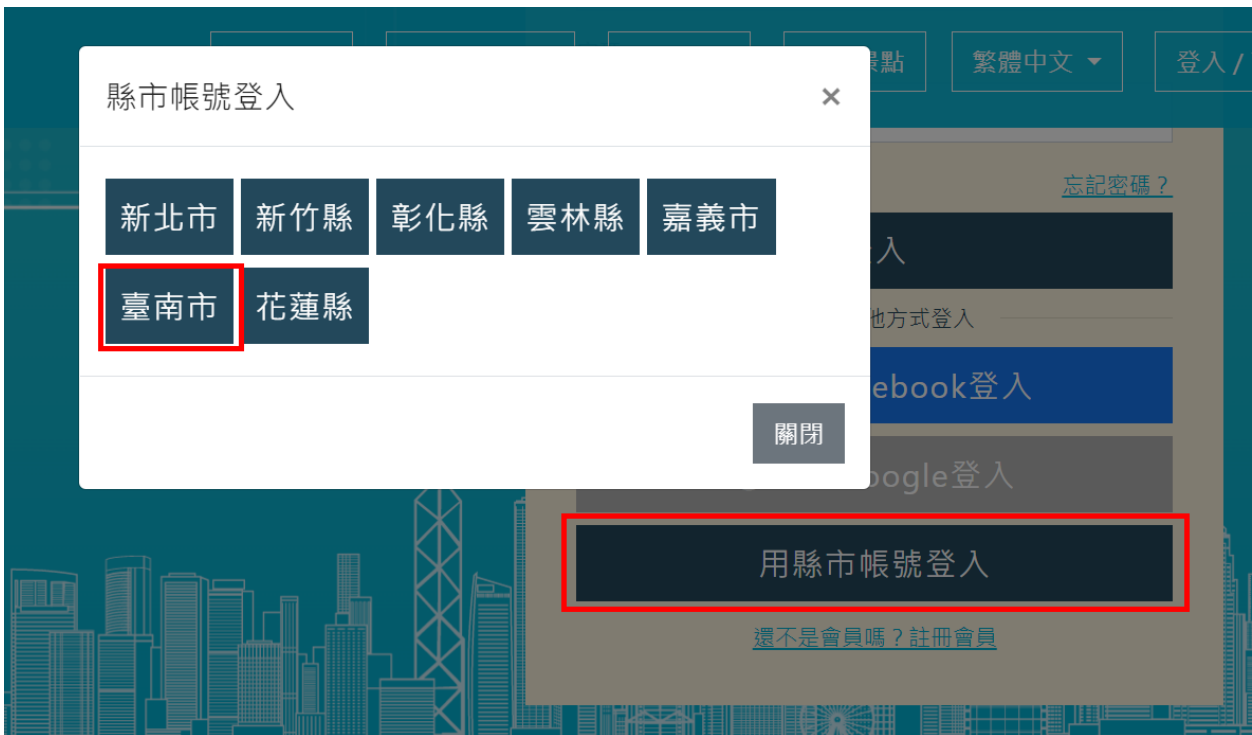 景點 繁體中文 登入 /
縣市帳號登入 ×
忘記密碼？
新北市 新竹縣 彰化縣 雲林縣 嘉義市
入
臺南市 花蓮縣
他方式登入
ebook登入
關閉
oogle登入
用縣市帳號登入
還不是會員嗎？註冊會員